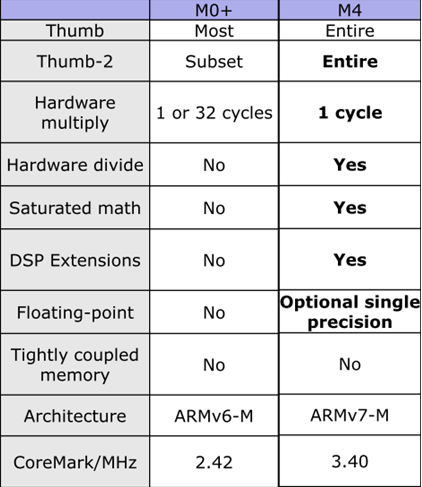 M0+ M4
Thumb Most Entire
Thumb-2 Subset Entire
Hardware
multiply 1 or 32 cycles 1 cycle
Hardware divide No Yes
Saturated math No Yes
DSP Extensions No Yes
Floating-point No Optional single
precision
Tightly coupled
memory No No
Architecture ARMv6-M ARMv7-M
CoreMark/MHz 2.42 3.40